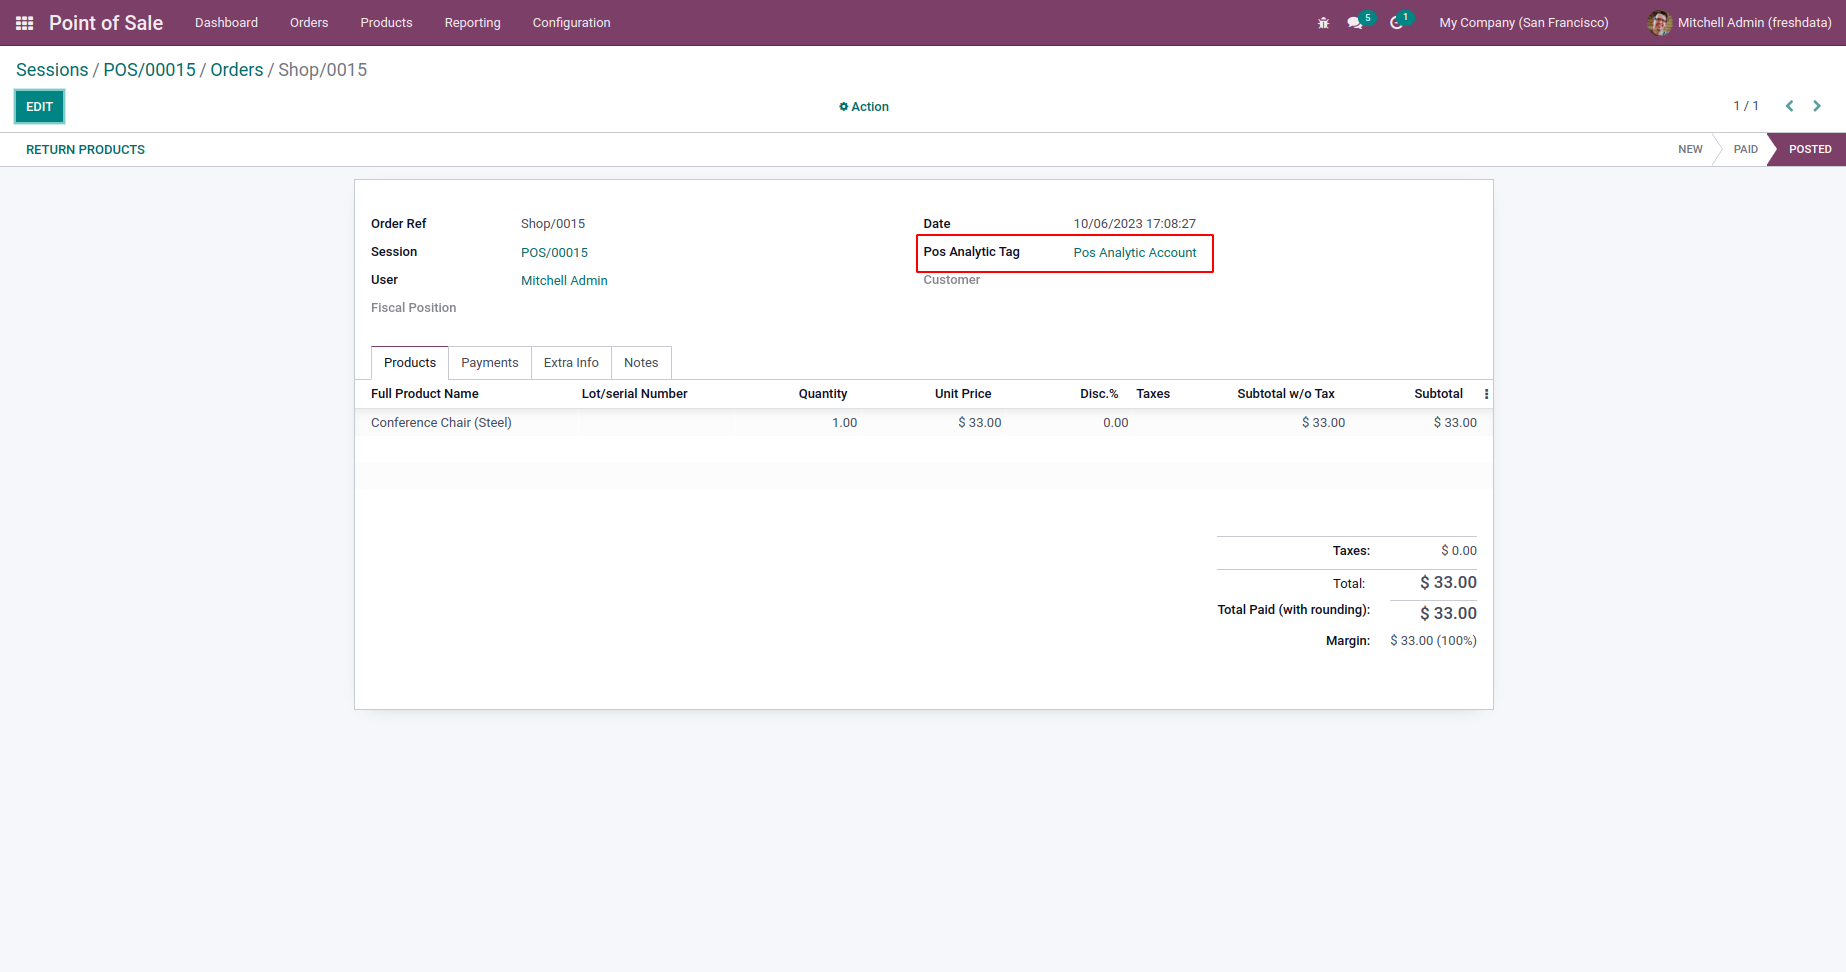 Point of Sale Dashboard Orders Products Reporting Configuration 5 1 My Company (San Francisco) Mitchell Admin (freshdata)
Sessions / POS/00015 / Orders / Shop/0015
EDIT Action 1 / 1
RETURN PRODUCTS NEW PAID POSTED
Order Ref Shop/0015 Date 10/06/2023 17:08:27
Session POS/00015 Pos Analytic Tag Pos Analytic Account
User Mitchell Admin Customer
Fiscal Position
Products Payments Extra Info Notes
Full Product Name Lot/serial Number Quantity Unit Price Disc.% Taxes Subtotal w/o Tax Subtotal
Conference Chair (Steel) 1.00 $ 33.00 0.00 $ 33.00 $ 33.00
Taxes: $ 0.00
Total: $ 33.00
Total Paid (with rounding): $ 33.00
Margin: $ 33.00 (100%)